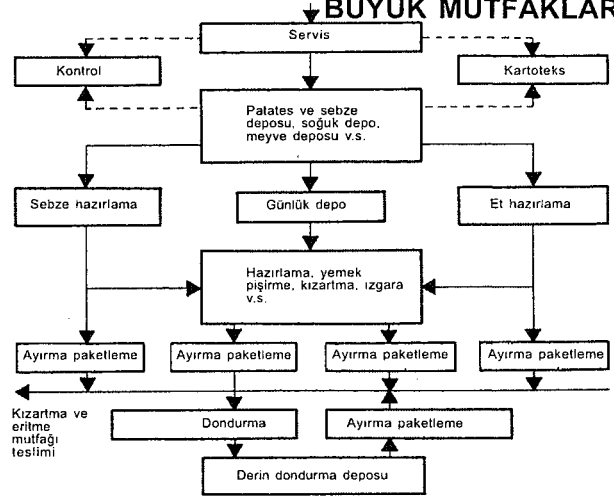 BÜYÜK MUTFAKLAR
Servis
Kontrol
Kartoteks
Palates ve sebze
deposu, soğuk depo,
meyve deposu v.s.
Sebze hazırlama
Günlük depo
Et hazırlama
Hazırlama, yemek
pişirme, kızartma, ızgara
v.s.
Ayırma paketleme
Ayırma paketleme
Ayırma paketleme
Ayırma paketleme
Kızartma ve
eritme
mutfağı
teslimi
Dondurma
Ayırma paketleme
Derin dondurma deposu